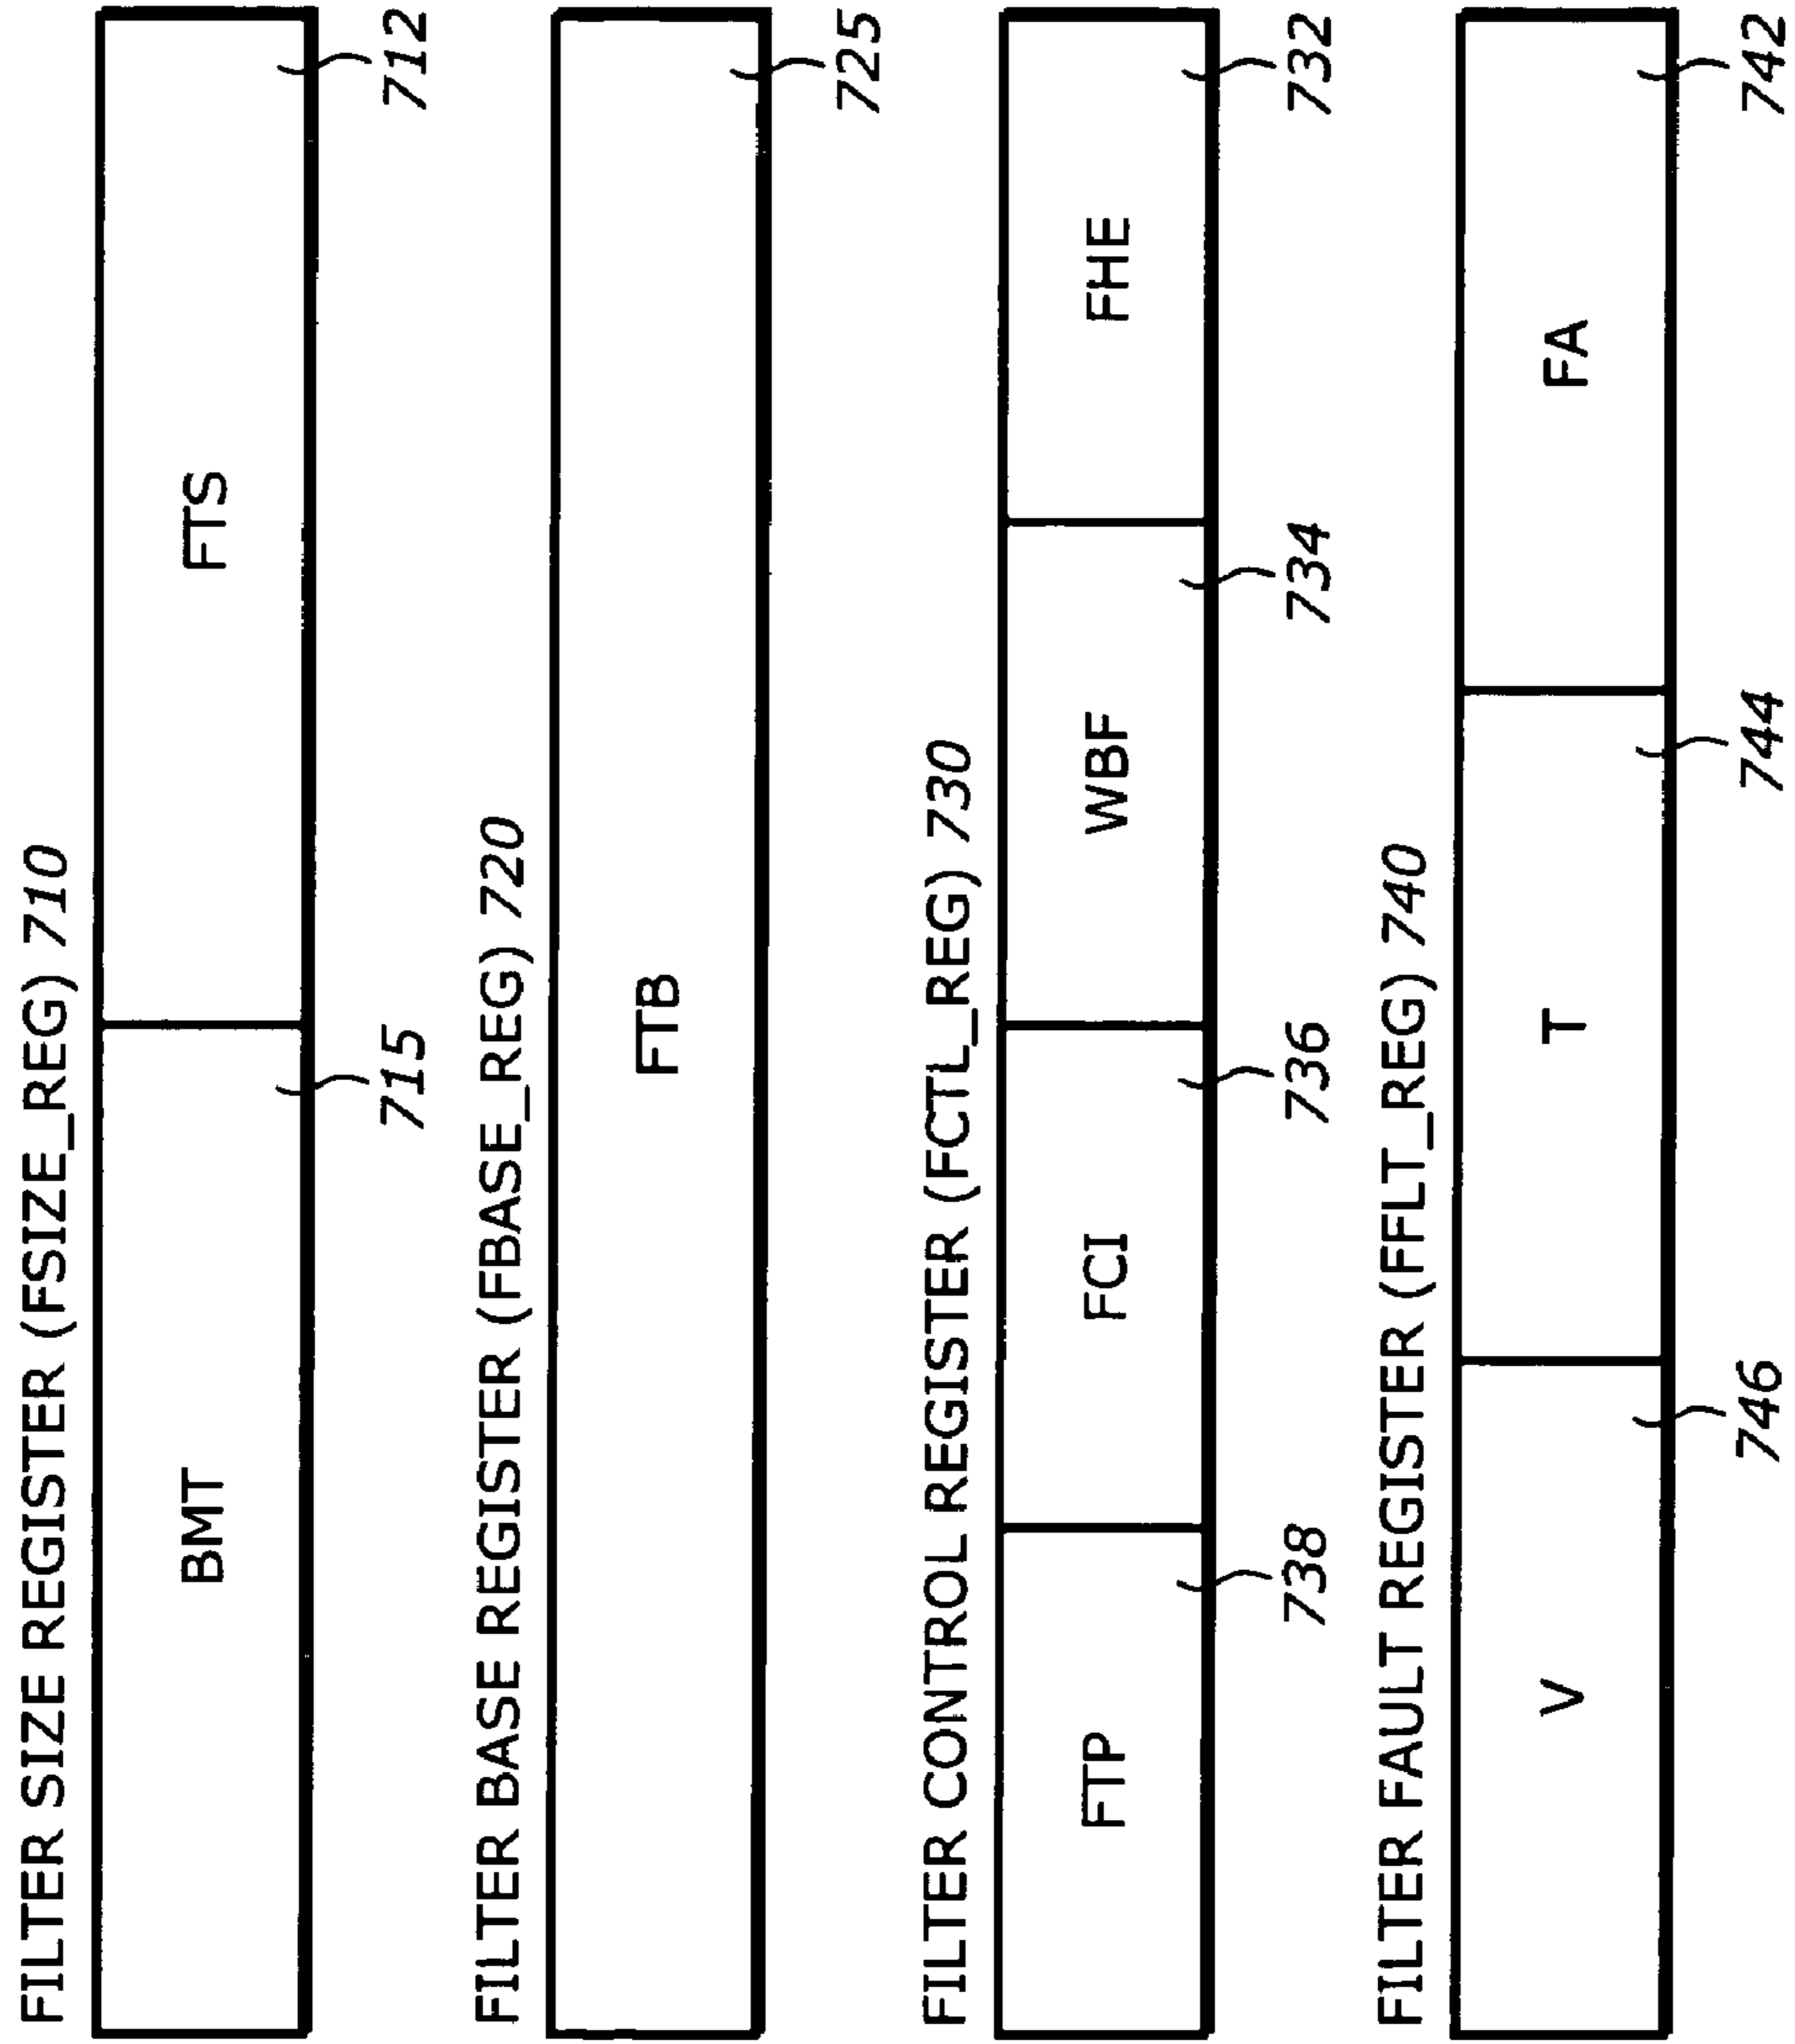 FILTER SIZE REGISTER (FSIZE_REG) 710
BMT FTS
715 712
FILTER BASE REGISTER (FBASE_REG) 720
FTB
725
FILTER CONTROL REGISTER (FCTL_REG) 730
FTP FCI WBF FHE
738 736 734 732
FILTER FAULT REGISTER (FFLT_REG) 740
V T FA
746 744 742